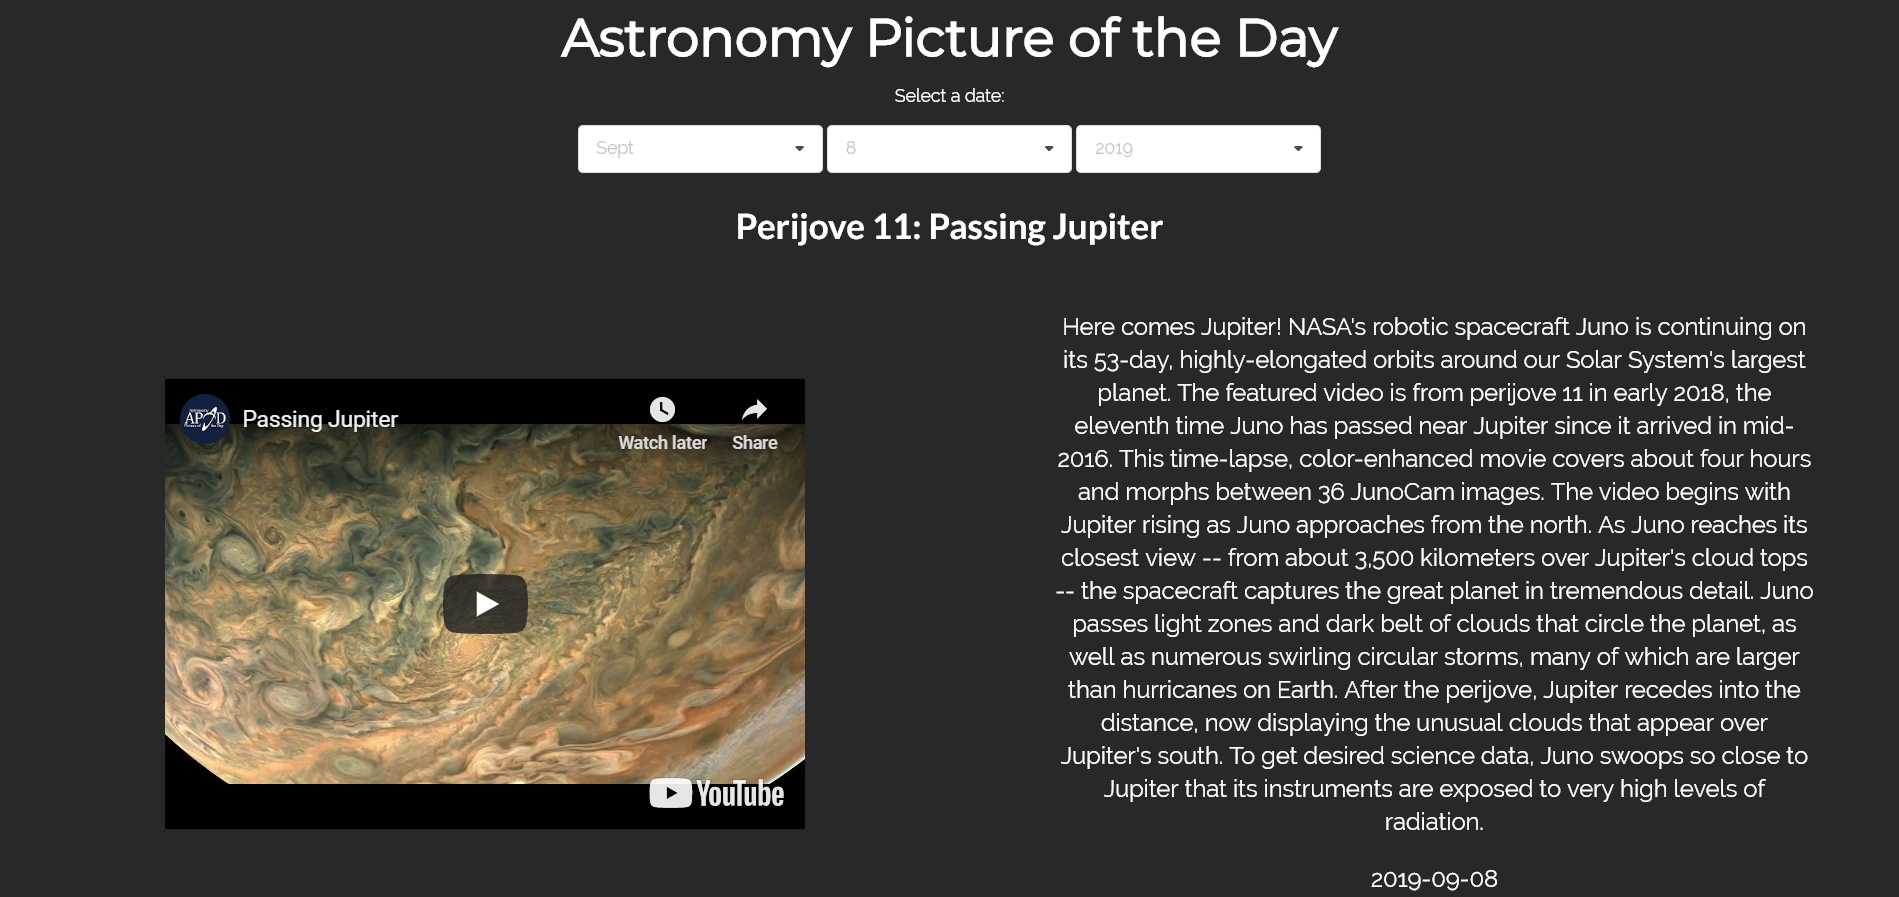 Astronomy Picture of the Day
Select a date:
Sept
8
2019
Perijove 11: Passing Jupiter
Astronomy
APOD
Picture of the Day
Passing Jupiter
Watch later
Share
YouTube
Here comes Jupiter! NASA's robotic spacecraft Juno is continuing on
its 53-day, highly-elongated orbits around our Solar System's largest
planet. The featured video is from perijove 11 in early 2018, the
eleventh time Juno has passed near Jupiter since it arrived in mid-
2016. This time-lapse, color-enhanced movie covers about four hours
and morphs between 36 JunoCam images. The video begins with
Jupiter rising as Juno approaches from the north. As Juno reaches its
closest view -- from about 3,500 kilometers over Jupiter's cloud tops
-- the spacecraft captures the great planet in tremendous detail. Juno
passes light zones and dark belt of clouds that circle the planet, as
well as numerous swirling circular storms, many of which are larger
than hurricanes on Earth. After the perijove, Jupiter recedes into the
distance, now displaying the unusual clouds that appear over
Jupiter's south. To get desired science data, Juno swoops so close to
Jupiter that its instruments are exposed to very high levels of
radiation.
2019-09-08